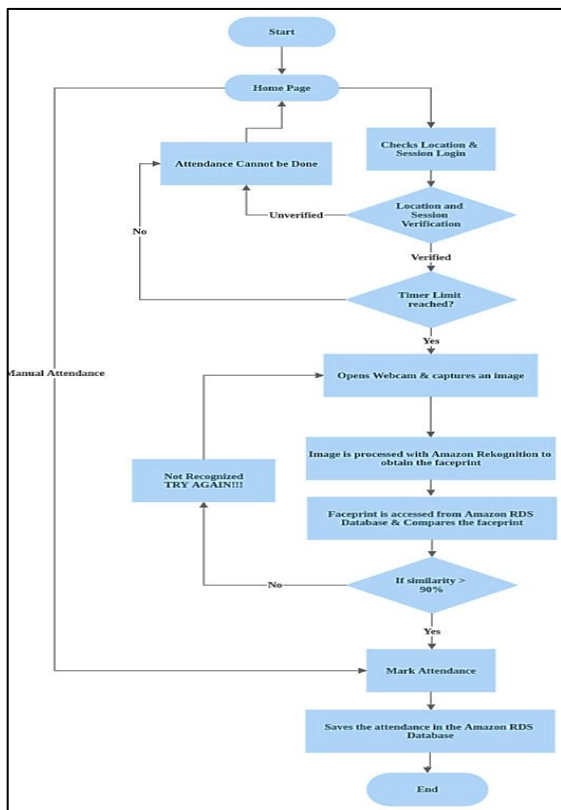 Start
Home Page
Checks Location &
Session Login
Attendance Cannot be Done
Location and
Session
Verification
Unverified
No
Verified
Timer Limit
reached?
Yes
Manual Attendance
Opens Webcam & captures an image
Image is processed with Amazon Rekognition to
obtain the faceprint
Not Recognized
TRY AGAIN!!!
Faceprint is accessed from Amazon RDS
Database & Compares the faceprint
If similarity >
90%
No
Yes
Mark Attendance
Saves the attendance in the Amazon RDS
Database
End